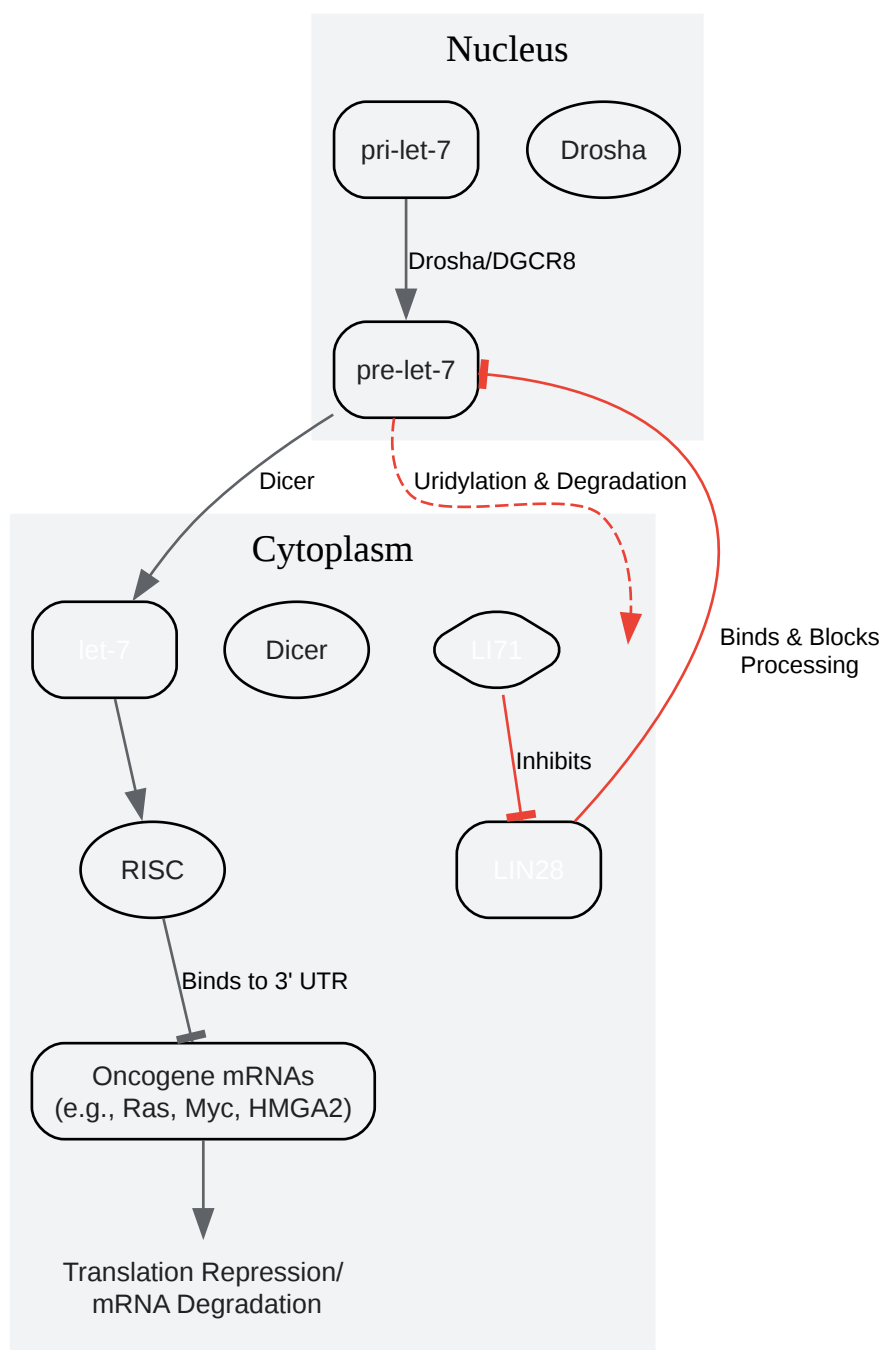 Nucleus
pri-let-7
Drosha
Drosha/DGCR8
pre-let-7
Dicer
Uridylation & Degradation
Cytoplasm
let-7
Dicer
LI71
Binds & Blocks
Processing
Inhibits
RISC
LIN28
Binds to 3' UTR
Oncogene mRNAs
(e.g., Ras, Myc, HMGA2)
Translation Repression/
mRNA Degradation